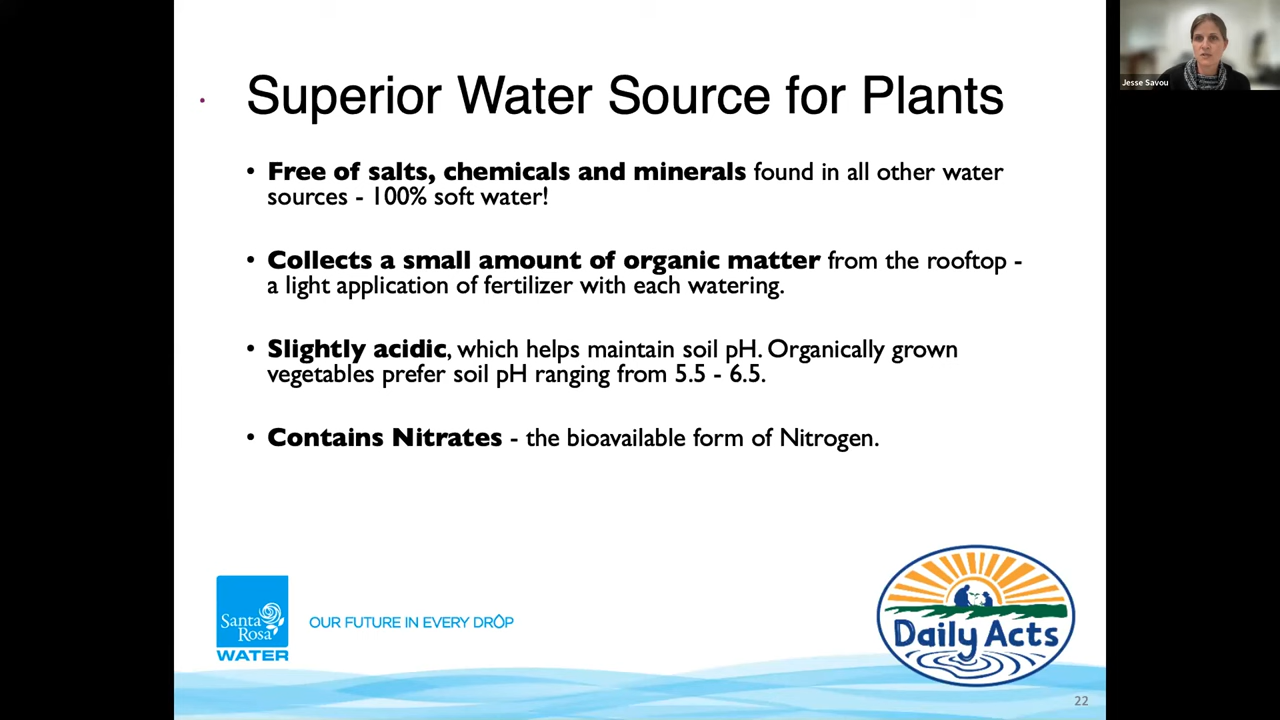 Superior Water Source for Plants
• Free of salts, chemicals and minerals found in all other water
sources - 100% soft water!
• Collects a small amount of organic matter from the rooftop -
a light application of fertilizer with each watering.
• Slightly acidic, which helps maintain soil pH. Organically grown
vegetables prefer soil pH ranging from 5.5 - 6.5.
• Contains Nitrates - the bioavailable form of Nitrogen.
Santa
Rosa
WATER
OUR FUTURE IN EVERY DROP
Daily Acts
22
Jesse Savou